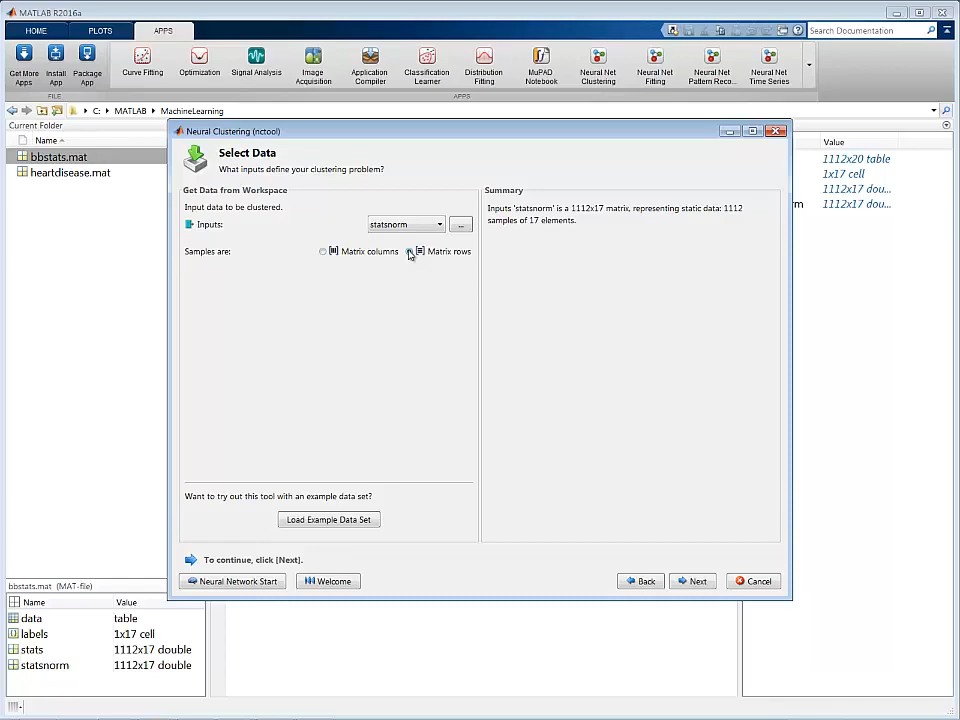 MATLAB R2016a
HOME
PLOTS
APPS
Search Documentation
Get More Apps
Install App
Package App
Curve Fitting
Optimization
Signal Analysis
Image Acquisition
Application Compiler
Classification Learner
Distribution Fitting
MuPAD Notebook
Neural Net Clustering
Neural Net Fitting
Neural Net Pattern Reco...
Neural Net Time Series
FILE
APPS
C:
MATLAB
MachineLearning
Current Folder
Name
bbstats.mat
heartdisease.mat
Value
1112x20 table
1x17 cell
1112x17 dou...
rm 1112x17 dou...
Neural Clustering (nctool)
Select Data
What inputs define your clustering problem?
Get Data from Workspace
Input data to be clustered.
Inputs:
statsnorm
...
Samples are:
Matrix columns
Matrix rows
Summary
Inputs 'statsnorm' is a 1112x17 matrix, representing static data: 1112
samples of 17 elements.
Want to try out this tool with an example data set?
Load Example Data Set
To continue, click [Next].
Neural Network Start
Welcome
Back
Next
Cancel
bbstats.mat (MAT-file)
Name Value
data table
labels 1x17 cell
stats 1112x17 double
statsnorm 1112x17 double